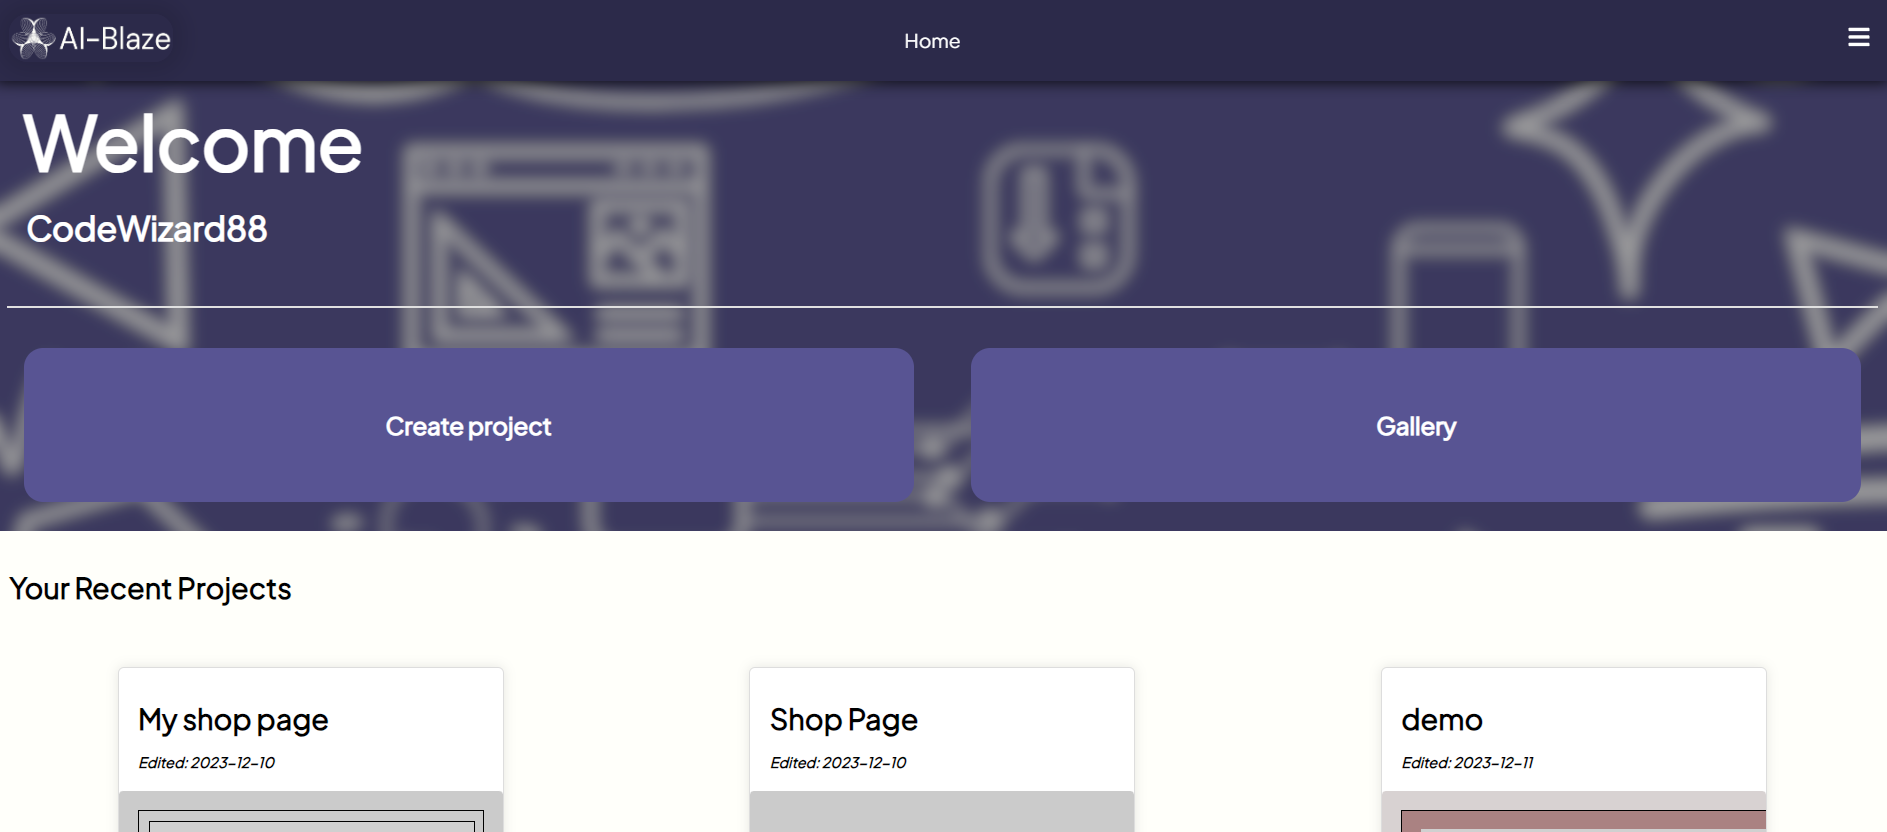 AI-Blaze
Home
Welcome
CodeWizard88
Create project
Gallery
Your Recent Projects
My shop page
Edited: 2023-12-10
Shop Page
Edited: 2023-12-10
demo
Edited: 2023-12-11